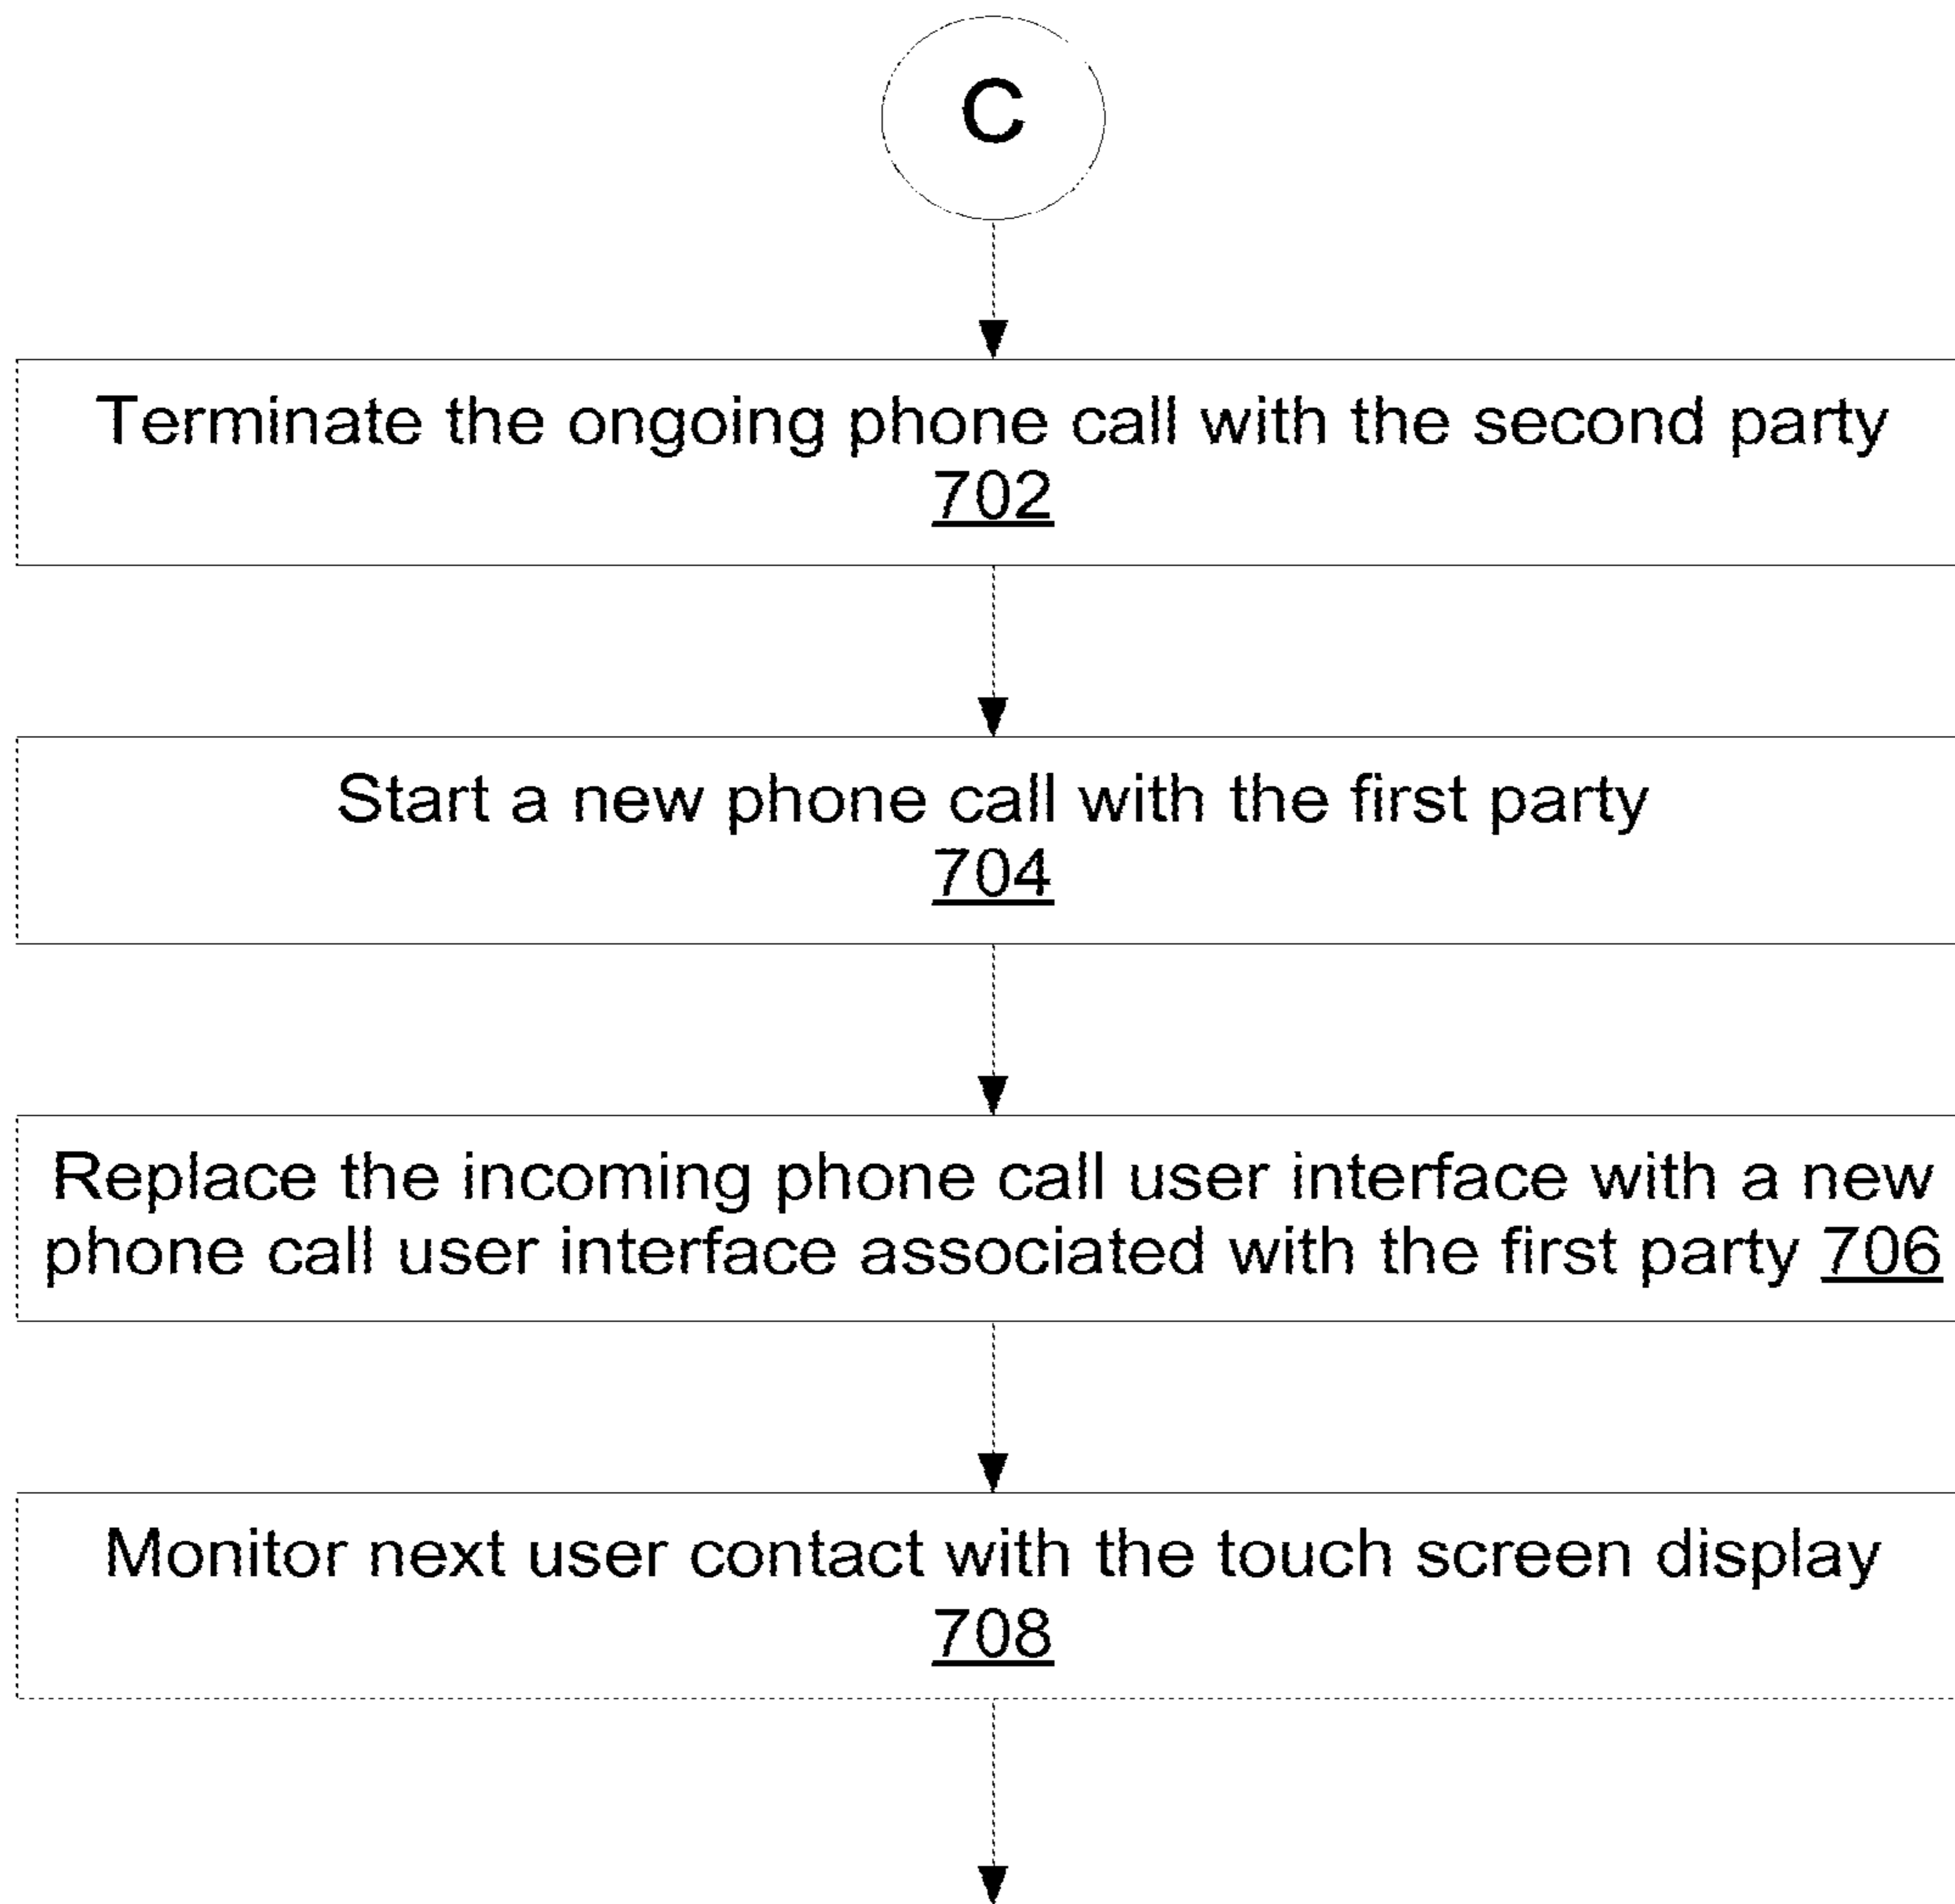 C
Terminate the ongoing phone call with the second party
702
Start a new phone call with the first party
704
Replace the incoming phone call user interface with a new
phone call user interface associated with the first party 706
Monitor next user contact with the touch screen display
708